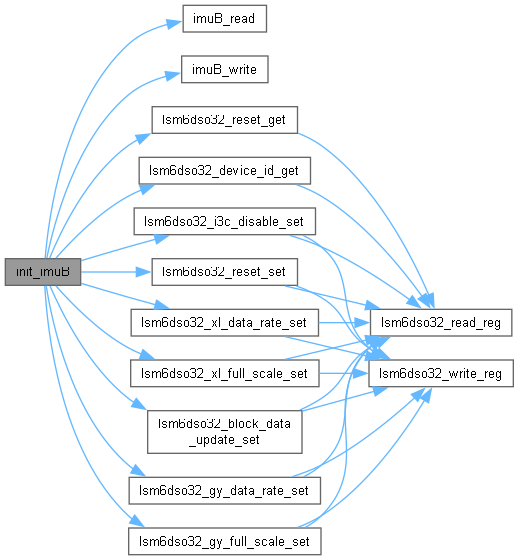 imuB_read
imuB_write
lsm6dso32_reset_get
lsm6dso32_device_id_get
lsm6dso32_i3c_disable_set
init_imuB
lsm6dso32_reset_set
lsm6dso32_xl_data_rate_set
lsm6dso32_read_reg
lsm6dso32_xl_full_scale_set
lsm6dso32_write_reg
lsm6dso32_block_data
_update_set
lsm6dso32_gy_data_rate_set
lsm6dso32_gy_full_scale_set